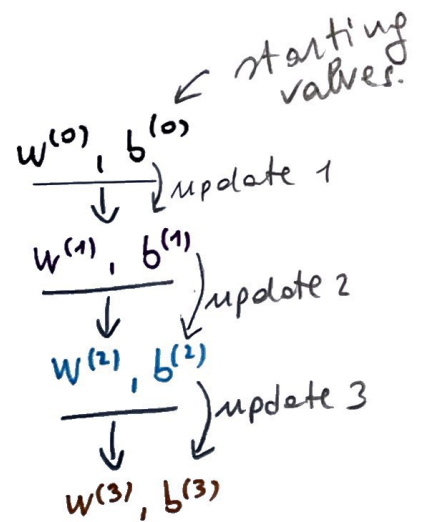 starting
values.
w⁽⁰⁾, b⁽⁰⁾
update 1
w⁽¹⁾, b⁽¹⁾
update 2
w⁽²⁾, b⁽²⁾
update 3
w⁽³⁾, b⁽³⁾